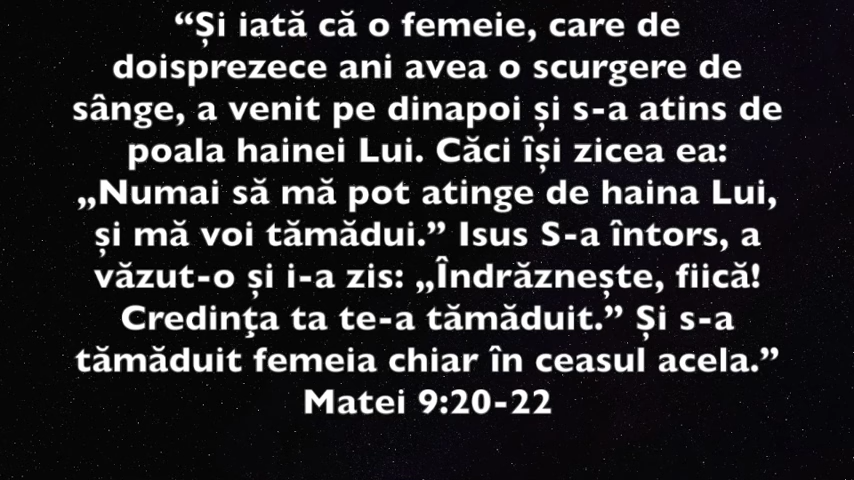 “Și iată că o femeie, care de
doisprezece ani avea o scurgere de
sânge, a venit pe dinapoi și s-a atins de
poala hainei Lui. Căci își zicea ea:
„Numai să mă pot atinge de haina Lui,
și mă voi tămădui.” Isus S-a întors, a
văzut-o și i-a zis: „Îndrăznește, fiică!
Credinţa ta te-a tămăduit.” Și s-a
tămăduit femeia chiar în ceasul acela.”
Matei 9:20-22